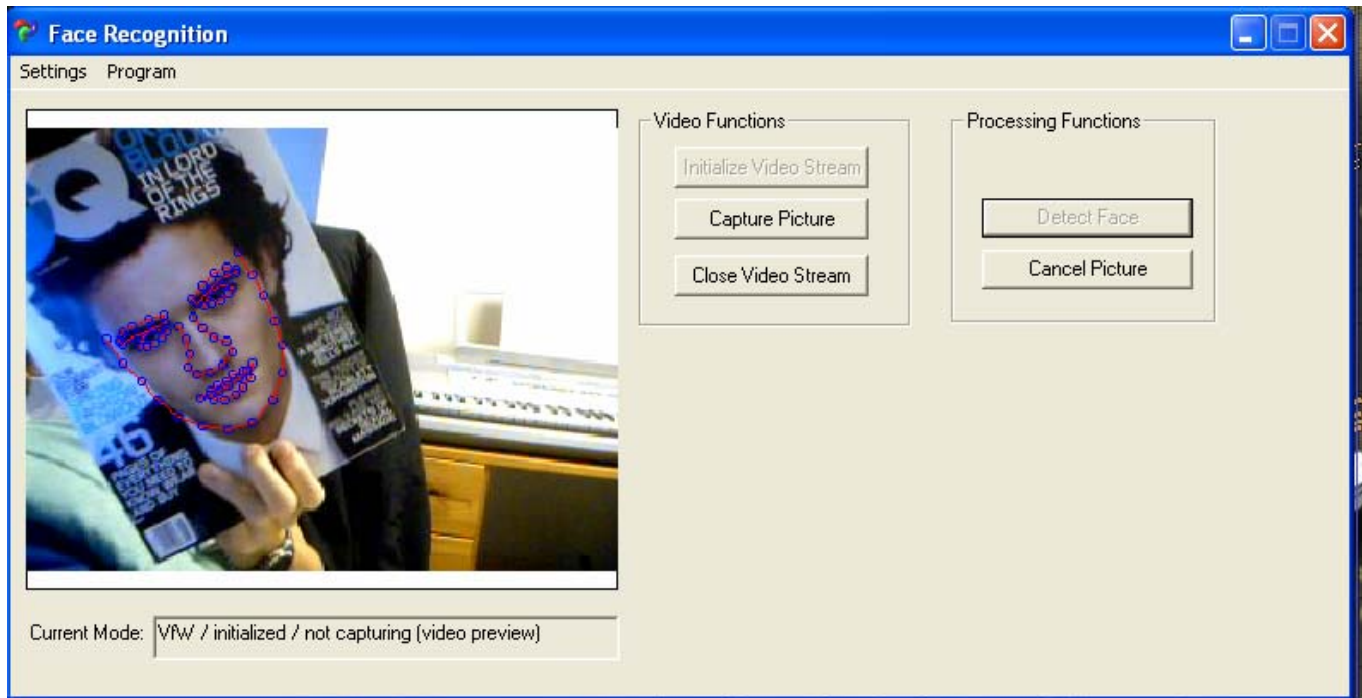 Face Recognition
Settings Program
Video Functions
Initialize Video Stream
Capture Picture
Close Video Stream
Processing Functions
Detect Face
Cancel Picture
Q
BLOOM
IN LORD
OF THE
RINGS
46
Current Mode: VfW / initialized / not capturing (video preview)